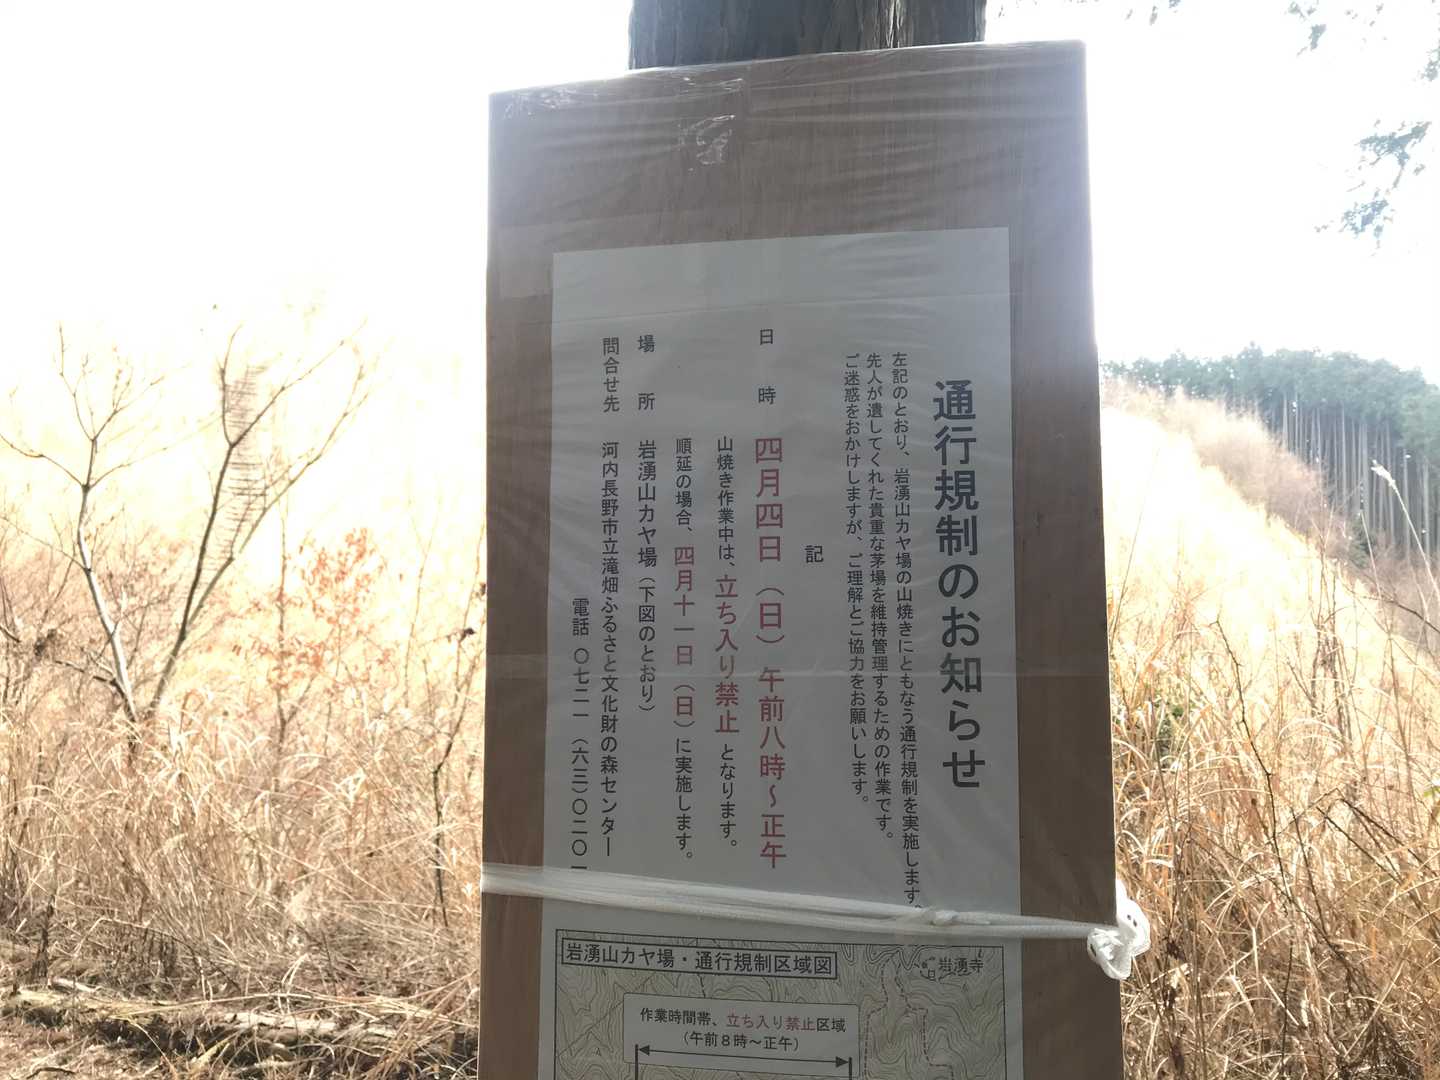 通行規制のお知らせ
左記のとおり、岩湧山カヤ場の山焼きにともなう通行規制を実施します。
先人が遺してくれた貴重な茅場を維持管理するための作業です。
ご迷惑をおかけしますが、ご理解とご協力をお願いします。
記
日時 四月四日（日）午前八時～正午
山焼き作業中は、立ち入り禁止となります。
順延の場合、四月十一日（日）に実施します。
場所 岩湧山カヤ場（下図のとおり）
問合せ先 河内長野市立滝畑ふるさと文化財の森センター
電話 〇七二一（六三）〇二〇一
岩湧山カヤ場・通行規制区域図
岩湧寺
作業時間帯、立ち入り禁止区域
（午前８時～正午）